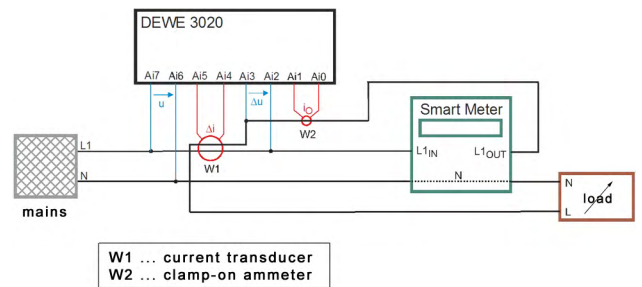 DEWE 3020
Ai7 Ai6 Ai5 Ai4 Ai3 Ai2 Ai1 Ai0
u
Δu
Δi
iQ
W1
W2
Smart Meter
L1IN
L1OUT
L1
N
N
N
L
load
mains
W1 ... current transducer
W2 ... clamp-on ammeter